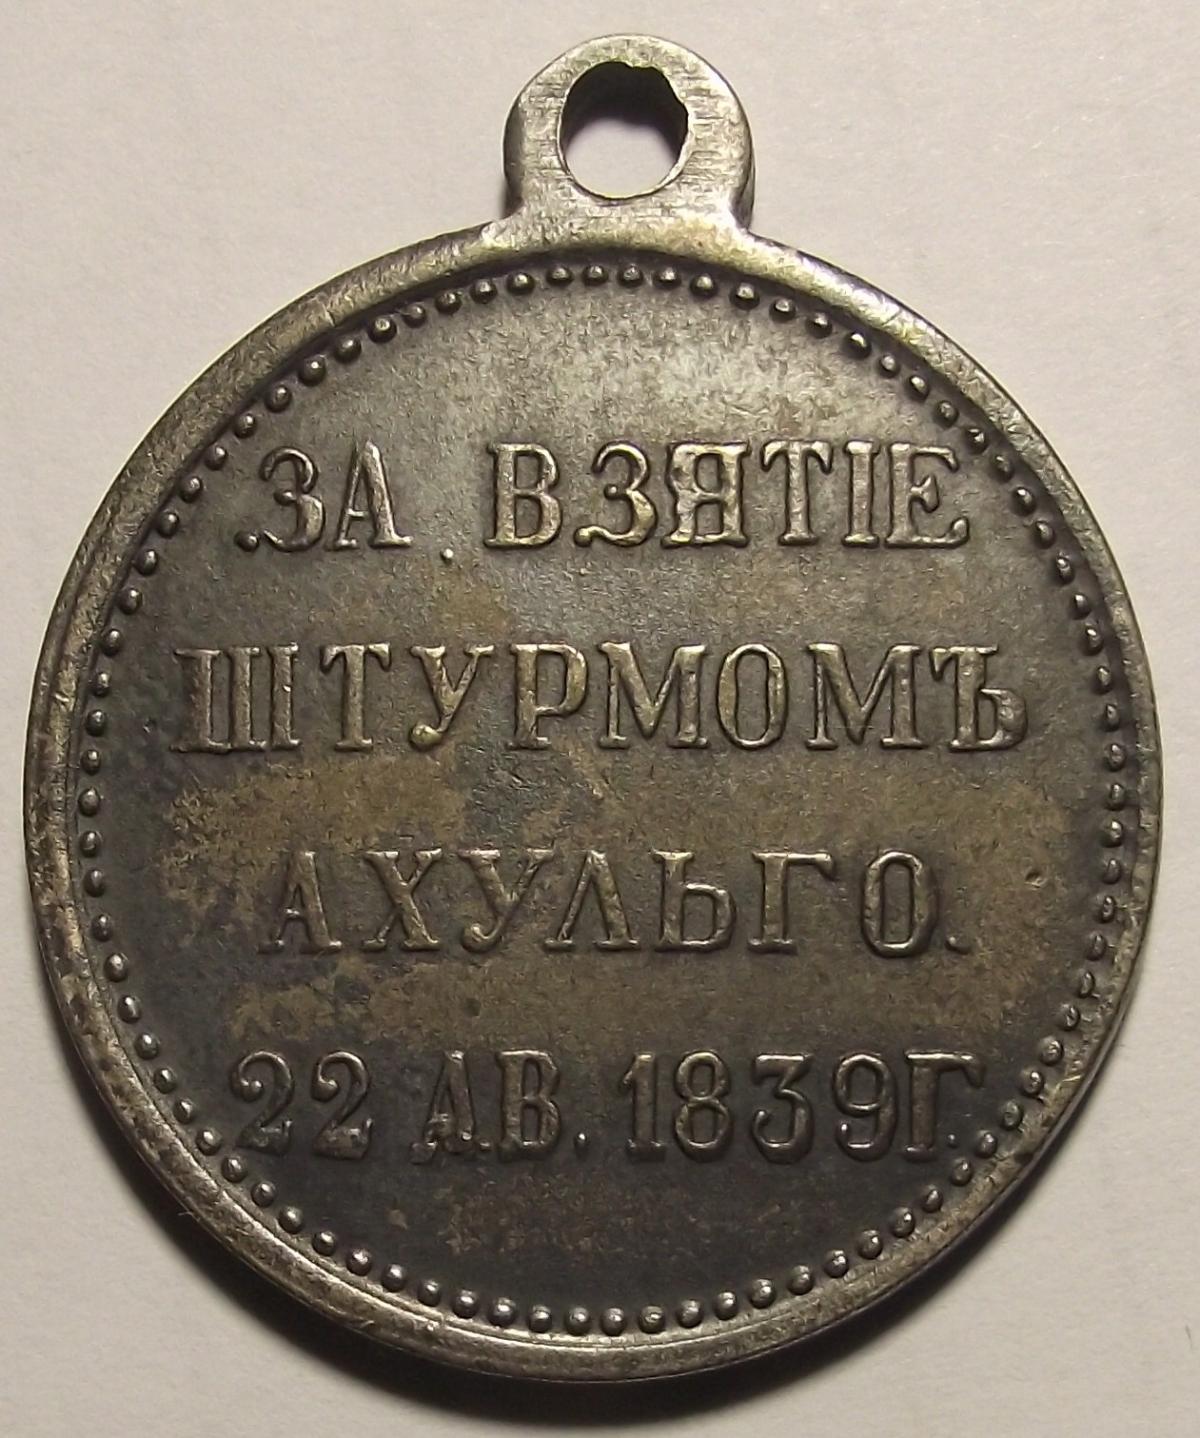 ЗА ВЗЯТІЕ
ШТУРМОМЪ
АХУЛЬГО.
22 АВ. 1839Г.